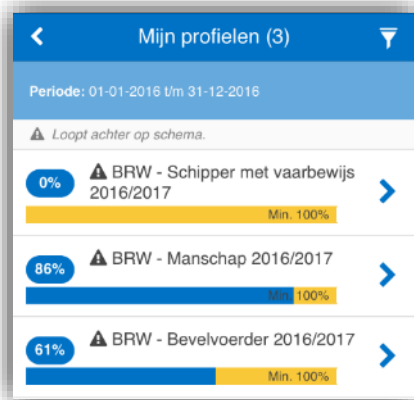 Mijn profielen (3)
Periode: 01-01-2016 t/m 31-12-2016
Loopt achter op schema.
0%
BRW - Schipper met vaarbewijs
2016/2017
Min. 100%
86%
BRW - Manschap 2016/2017
Min. 100%
61%
BRW - Bevelvoerder 2016/2017
Min. 100%